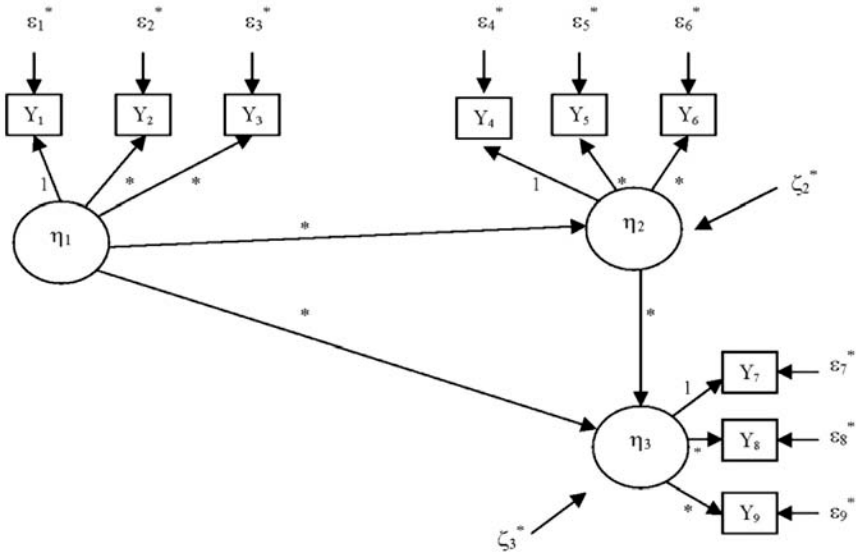 ε₁* ε₂* ε₃* ε₄* ε₅* ε₆*
Y₁ Y₂ Y₃ Y₄ Y₅ Y₆
1 * * 1 * *
ζ₂*
η₁ * η₂
* *
1 Y₇ ε₇*
η₃ * Y₈ ε₈*
* Y₉ ε₉*
ζ₃*